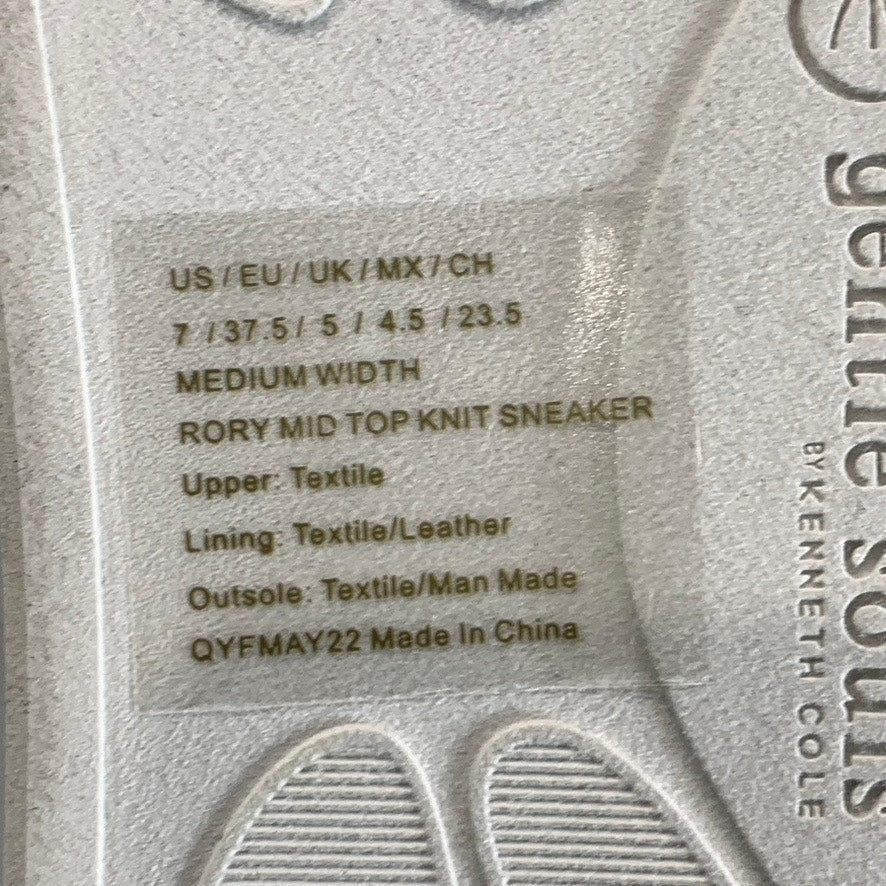 US / EU / UK / MX / CH
7 / 37.5 / 5 / 4.5 / 23.5
MEDIUM WIDTH
RORY MID TOP KNIT SNEAKER
Upper: Textile
Lining: Textile/Leather
Outsole: Textile/Man Made
QYFMAY22 Made In China
gentle souls
BY KENNETH COLE